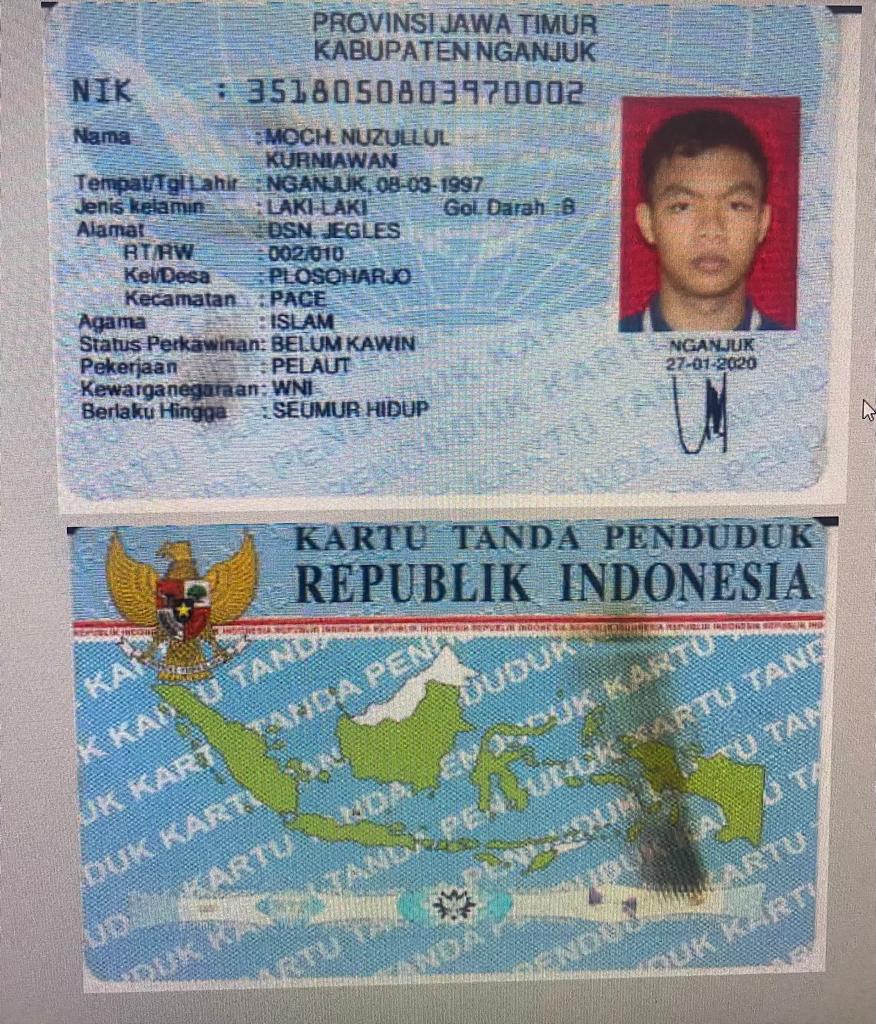 PROVINSI JAWA TIMUR
KABUPATEN NGANJUK
NIK : 3518050803970002
Nama : MOCH. NUZULLUL
KURNIAWAN
Tempat/Tgl Lahir : NGANJUK, 08-03-1997
Jenis kelamin : LAKI-LAKI Gol. Darah : B
Alamat : DSN. JEGLES
RT/RW : 002/010
Kel/Desa : PLOSOHARJO
Kecamatan : PACE
Agama : ISLAM
Status Perkawinan: BELUM KAWIN
Pekerjaan : PELAUT
Kewarganegaraan: WNI
Berlaku Hingga : SEUMUR HIDUP
NGANJUK
27-01-2020
KARTU TANDA PENDUDUK
REPUBLIK INDONESIA